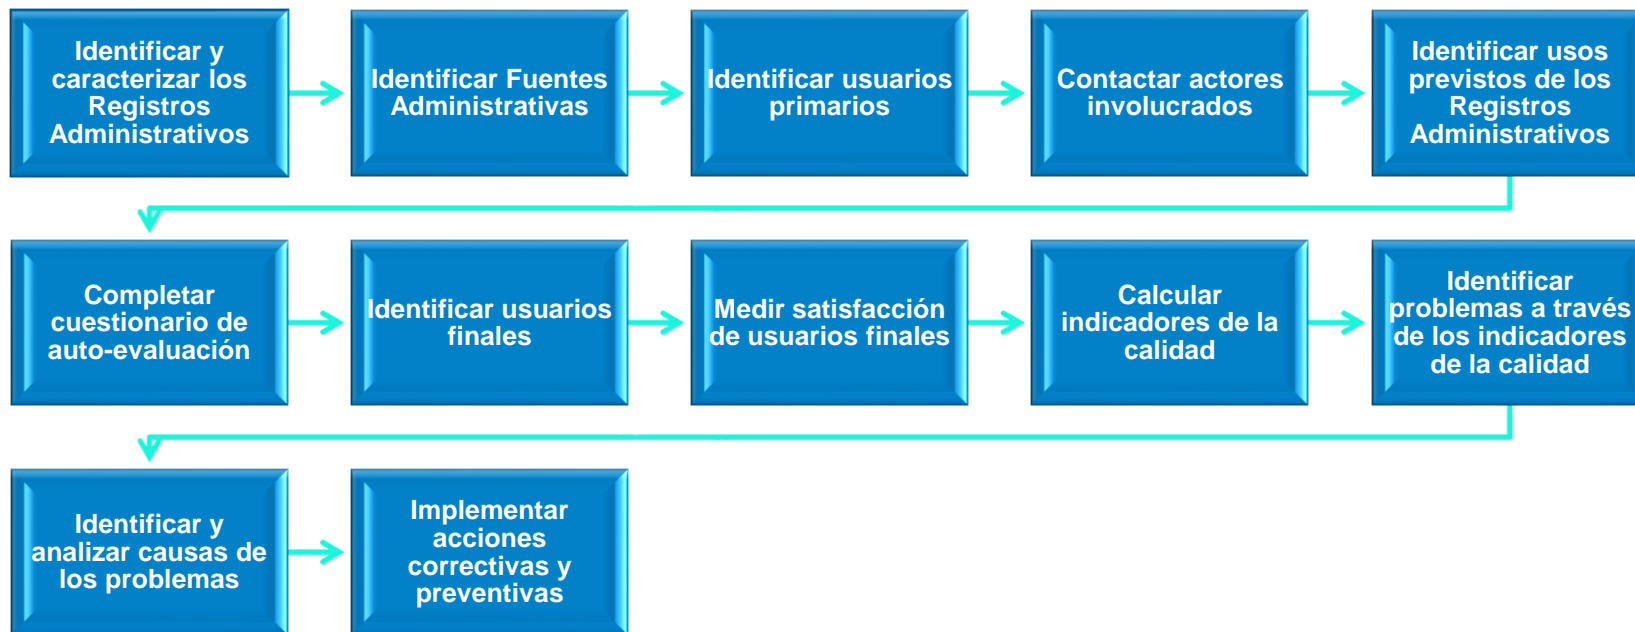 Identificar y
caracterizar los
Registros
Administrativos
Identificar Fuentes
Administrativas
Identificar usuarios
primarios
Contactar actores
involucrados
Identificar usos
previstos de los
Registros
Administrativos
Completar
cuestionario de
auto-evaluación
Identificar usuarios
finales
Medir satisfacción
de usuarios finales
Calcular
indicadores de la
calidad
Identificar
problemas a través
de los indicadores
de la calidad
Identificar y
analizar causas de
los problemas
Implementar
acciones
correctivas y
preventivas